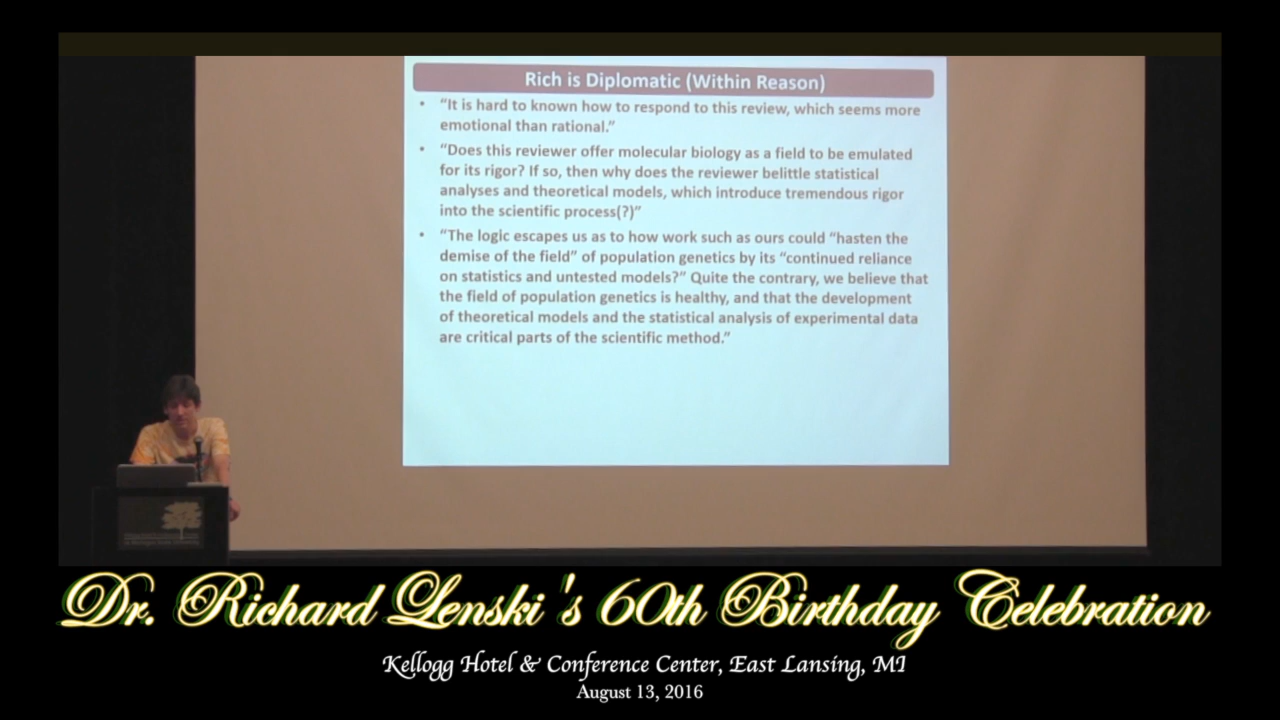 Rich is Diplomatic (Within Reason)
• “It is hard to known how to respond to this review, which seems more
emotional than rational.”
• “Does this reviewer offer molecular biology as a field to be emulated
for its rigor? If so, then why does the reviewer belittle statistical
analyses and theoretical models, which introduce tremendous rigor
into the scientific process(?)”
• “The logic escapes us as to how work such as ours could “hasten the
demise of the field” of population genetics by its “continued reliance
on statistics and untested models?” Quite the contrary, we believe that
the field of population genetics is healthy, and that the development
of theoretical models and the statistical analysis of experimental data
are critical parts of the scientific method.”
Dr. Richard Lenski's 60th Birthday Celebration
Kellogg Hotel & Conference Center, East Lansing, MI
August 13, 2016